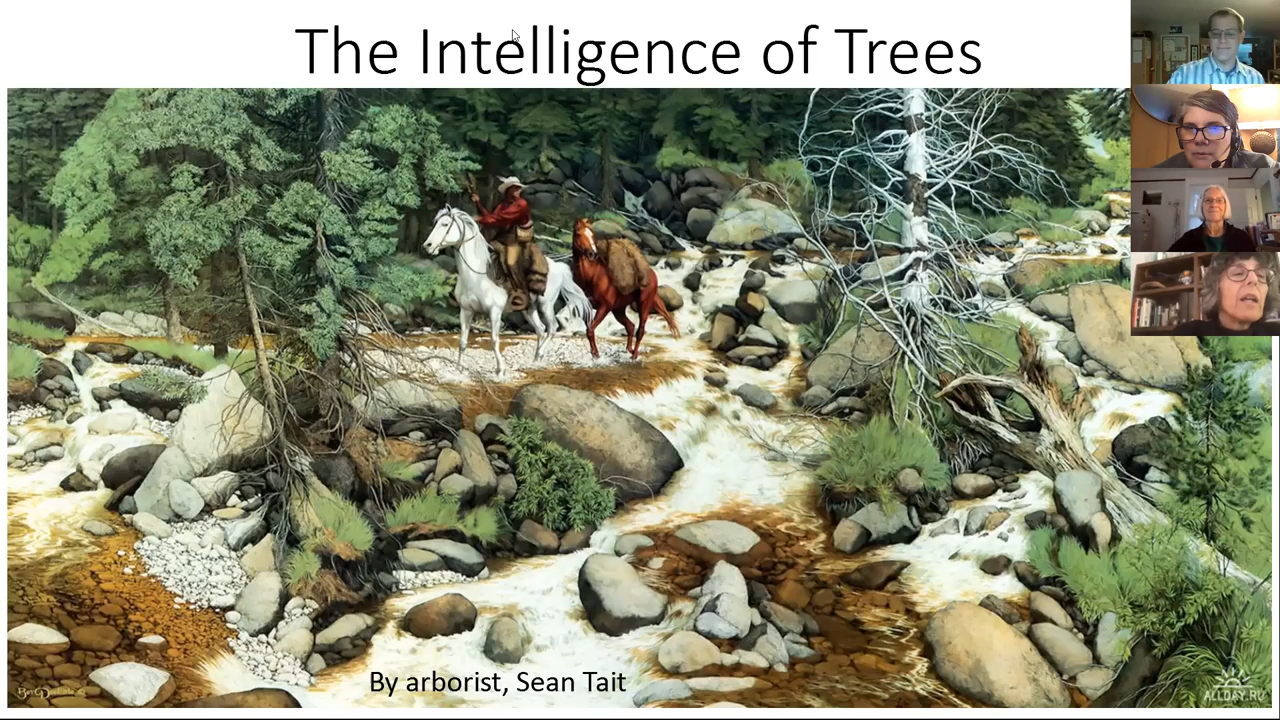 The Intelligence of Trees
By arborist, Sean Tait
ALLDAY.RU